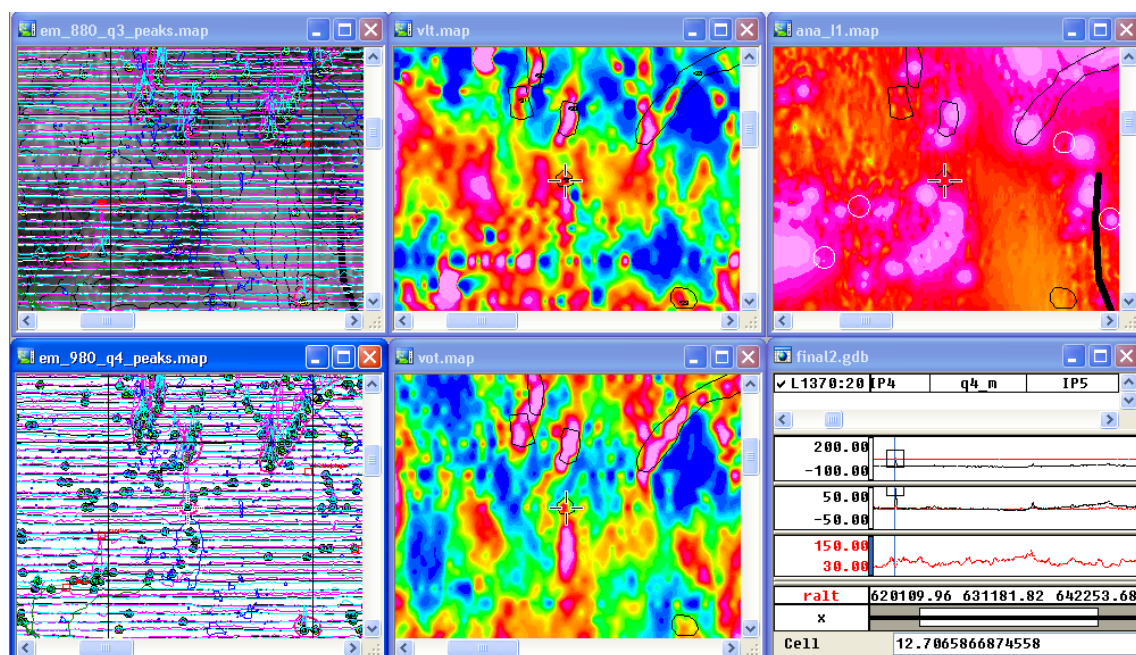 em_880_q3_peaks.map
vlt.map
ana_l1.map
em_980_q4_peaks.map
vot.map
final2.gdb
L1370:20 IP4 q4_m IP5
200.00
-100.00
50.00
-50.00
150.00
30.00
ralt 620109.96 631181.82 642253.68
x
Cell 12.7065866874558